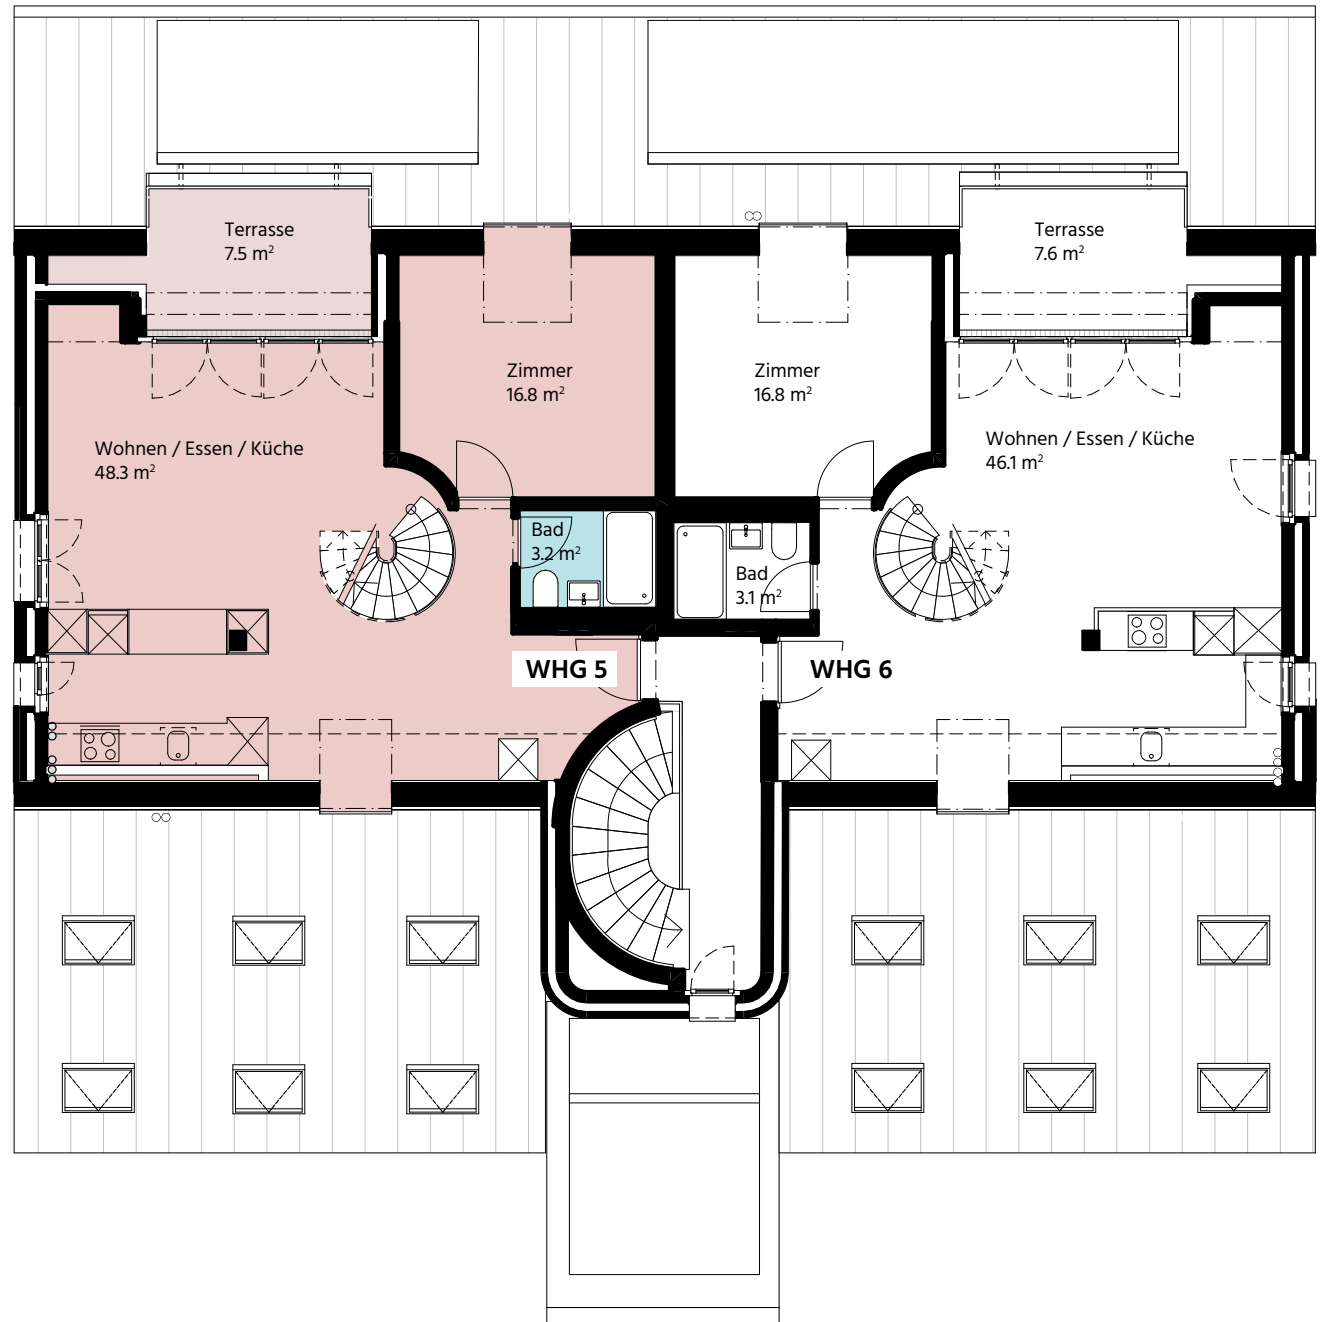 Terrasse
7.5 m²
Terrasse
7.6 m²
Zimmer
16.8 m²
Zimmer
16.8 m²
Wohnen / Essen / Küche
48.3 m²
Wohnen / Essen / Küche
46.1 m²
Bad
3.2 m²
Bad
3.1 m²
WHG 5
WHG 6